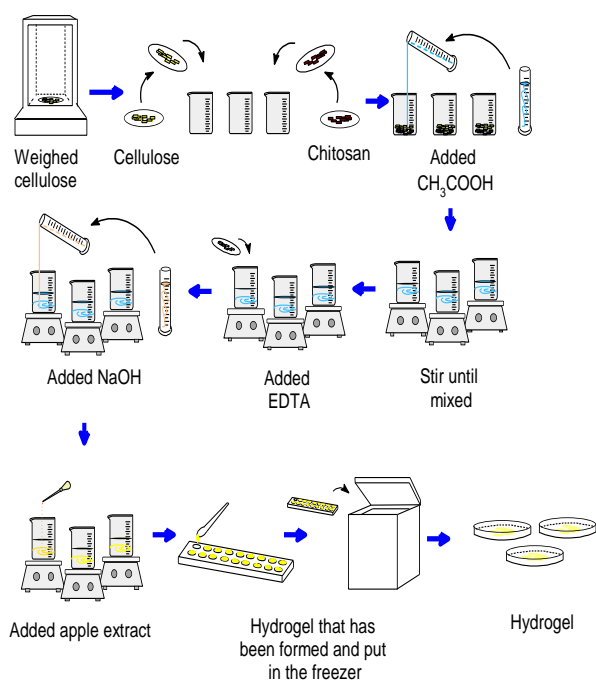 Weighed
cellulose
Cellulose
Chitosan
Added
CH₃COOH
Added NaOH
Added
EDTA
Stir until
mixed
Added apple extract
Hydrogel that has
been formed and put
in the freezer
Hydrogel